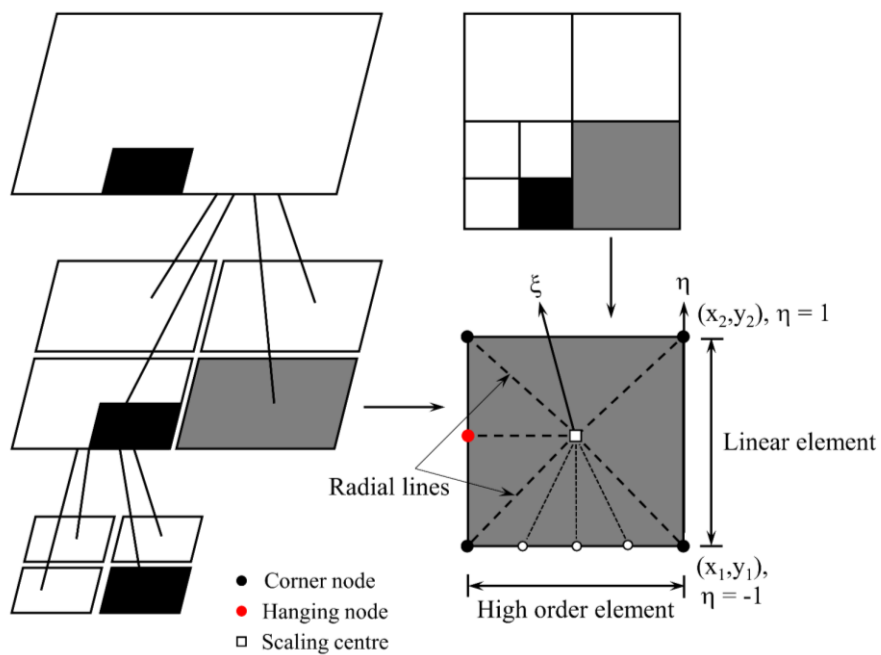 ξ
η
(x₂,y₂), η = 1
Linear element
Radial lines
(x₁,y₁),
η = -1
High order element
Corner node
Hanging node
Scaling centre